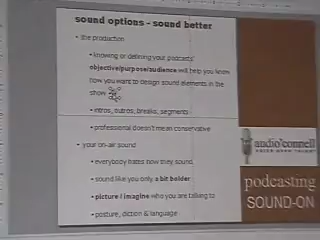 sound options - sound better
• the production
• knowing or defining your podcasts'
objective/purpose/audience will help you know
how you want to design sound elements in the
show
• intros, outros, breaks, segments
• professional doesn't mean conservative
• your on-air sound
• everybody hates how they sound.
• sound like you only a bit bolder
• picture / imagine who you are talking to
• posture, diction & language
audio'connell
podcasting
SOUND-ON